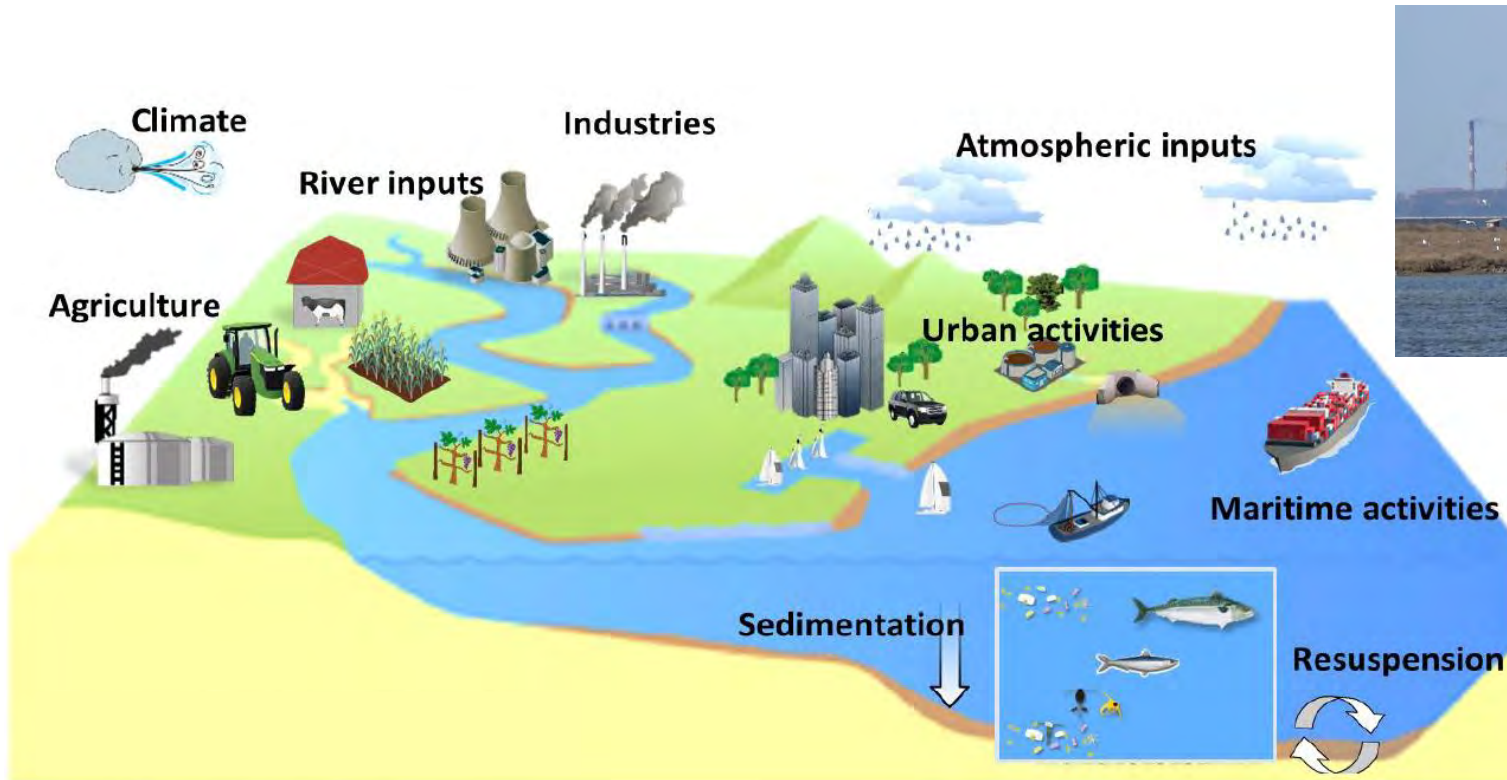 Climate
Industries
Atmospheric inputs
River inputs
Agriculture
Urban activities
Maritime activities
Sedimentation
Resuspension